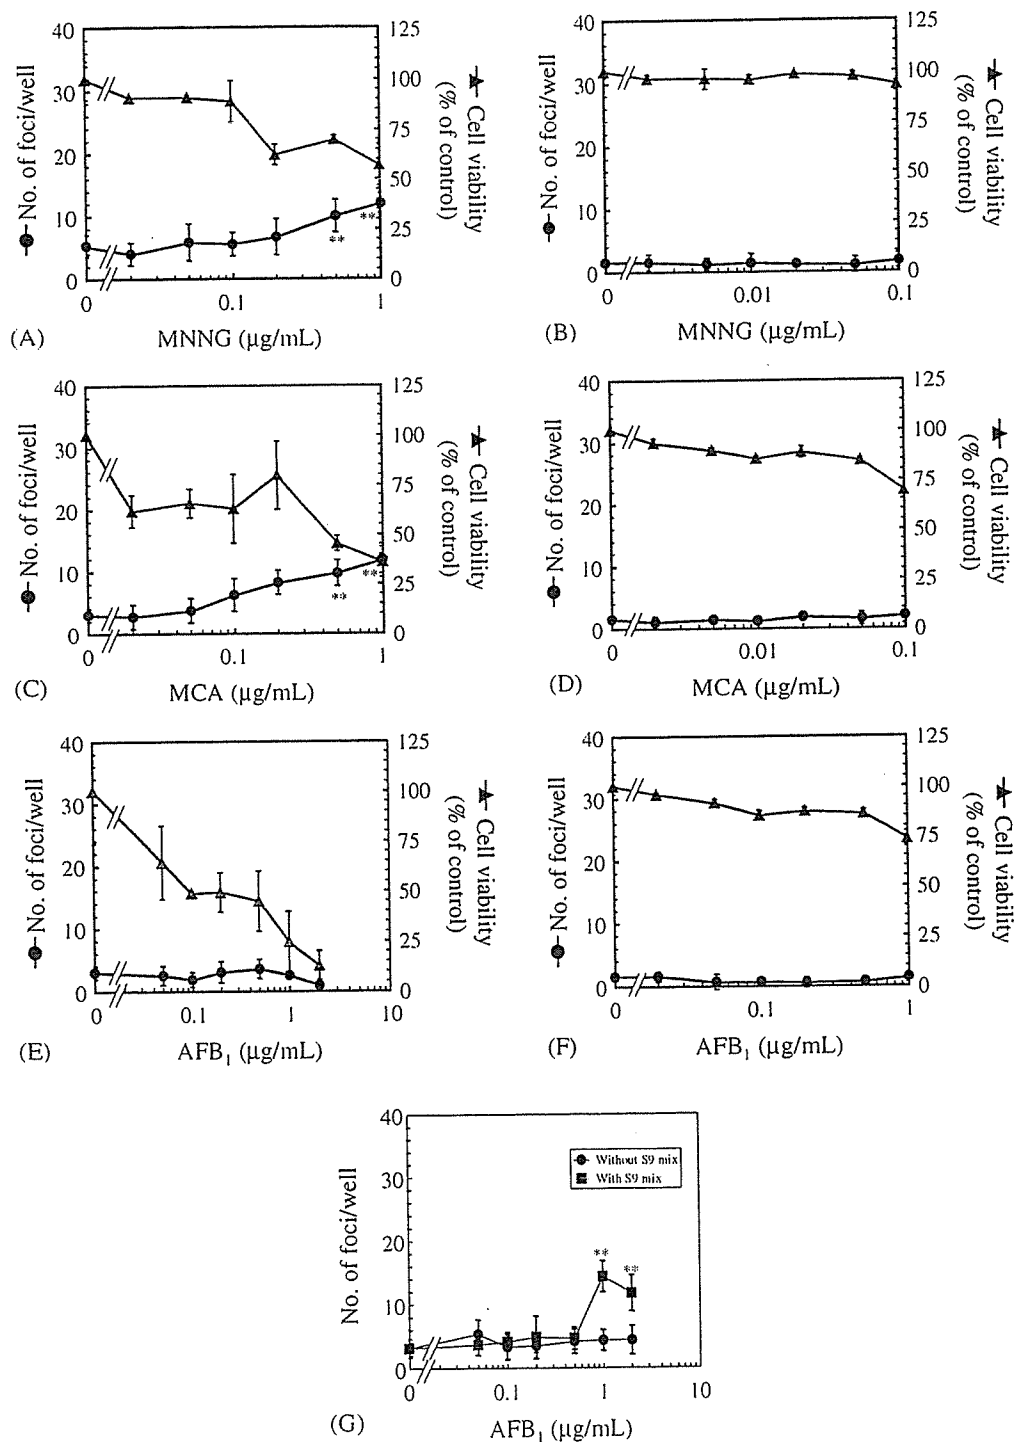 40
30
20
10
0
No. of foci/well
125
100
75
50
25
0
Cell viability
(% of control)
**
**
0
0.1
1
(A)
MNNG (µg/mL)
40
30
20
10
0
No. of foci/well
125
100
75
50
25
0
Cell viability
(% of control)
0
0.01
0.1
(B)
MNNG (µg/mL)
40
30
20
10
0
No. of foci/well
125
100
75
50
25
0
Cell viability
(% of control)
**
**
0
0.1
1
(C)
MCA (µg/mL)
40
30
20
10
0
No. of foci/well
125
100
75
50
25
0
Cell viability
(% of control)
0
0.01
0.1
(D)
MCA (µg/mL)
40
30
20
10
0
No. of foci/well
125
100
75
50
25
0
Cell viability
(% of control)
0
0.1
1
10
(E)
AFB₁ (µg/mL)
40
30
20
10
0
No. of foci/well
125
100
75
50
25
0
Cell viability
(% of control)
0
0.1
1
(F)
AFB₁ (µg/mL)
40
30
20
10
0
No. of foci/well
Without S9 mix
With S9 mix
**
**
0
0.1
1
10
(G)
AFB₁ (µg/mL)